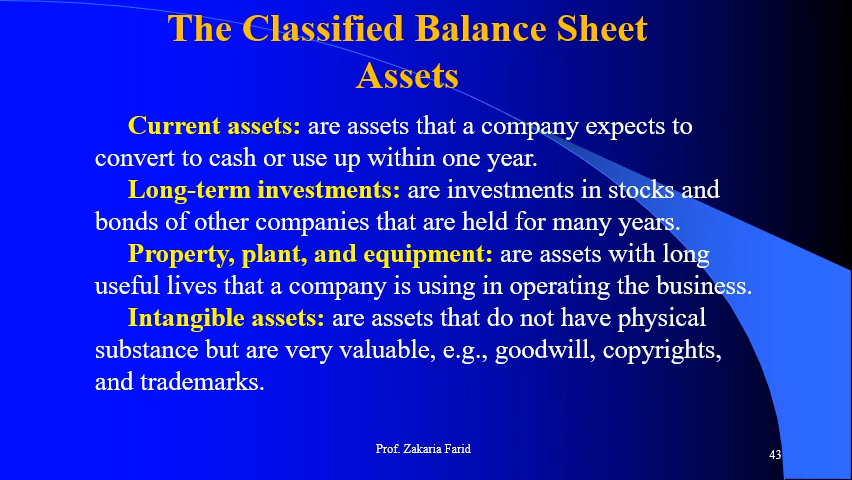 The Classified Balance Sheet
Assets
Current assets: are assets that a company expects to
convert to cash or use up within one year.
Long-term investments: are investments in stocks and
bonds of other companies that are held for many years.
Property, plant, and equipment: are assets with long
useful lives that a company is using in operating the business.
Intangible assets: are assets that do not have physical
substance but are very valuable, e.g., goodwill, copyrights,
and trademarks.
Prof. Zakaria Farid
43